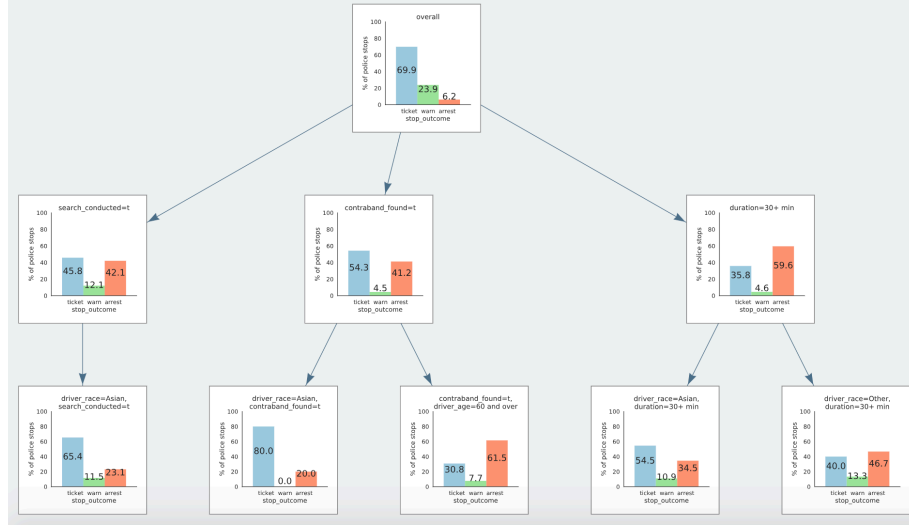 overall
% of police stops
100
80
60
40
20
0
69.9
23.9
6.2
ticket warn arrest
stop_outcome
search_conducted=t
% of police stops
100
80
60
40
20
0
45.8
12.1
42.1
ticket warn arrest
stop_outcome
contraband_found=t
% of police stops
100
80
60
40
20
0
54.3
4.5
41.2
ticket warn arrest
stop_outcome
duration=30+ min
% of police stops
100
80
60
40
20
0
35.8
4.6
59.6
ticket warn arrest
stop_outcome
driver_race=Asian,
search_conducted=t
% of police stops
100
80
60
40
20
0
65.4
11.5
23.1
ticket warn arrest
stop_outcome
driver_race=Asian,
contraband_found=t
% of police stops
100
80
60
40
20
0
80.0
0.0
20.0
ticket warn arrest
stop_outcome
contraband_found=t,
driver_age=60 and over
% of police stops
100
80
60
40
20
0
30.8
7.7
61.5
ticket warn arrest
stop_outcome
driver_race=Asian,
duration=30+ min
% of police stops
100
80
60
40
20
0
54.5
10.9
34.5
ticket warn arrest
stop_outcome
driver_race=Other,
duration=30+ min
% of police stops
100
80
60
40
20
0
40.0
13.3
46.7
ticket warn arrest
stop_outcome